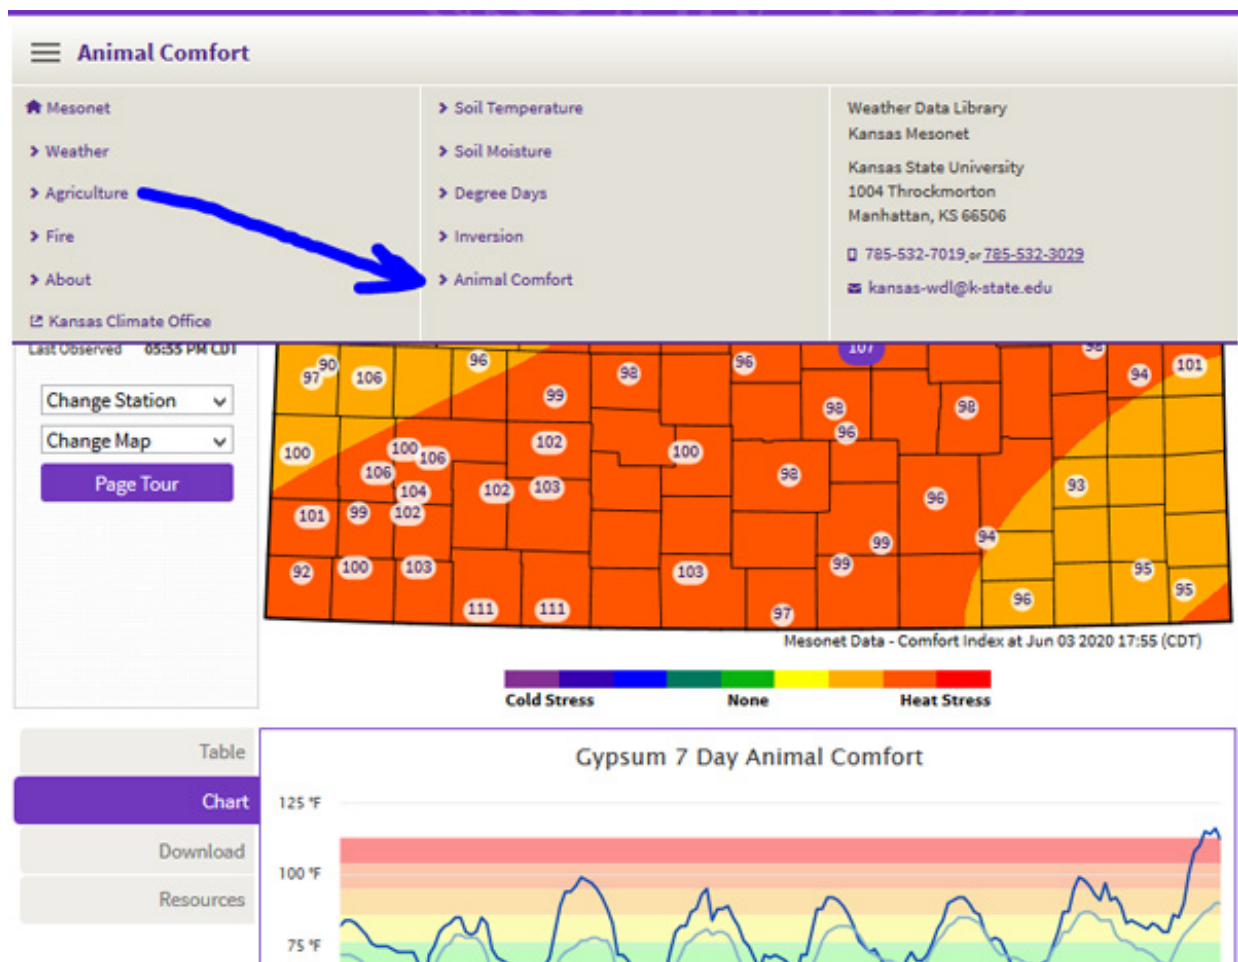 Animal Comfort
Mesonet
Weather
Agriculture
Fire
About
Kansas Climate Office
Soil Temperature
Soil Moisture
Degree Days
Inversion
Animal Comfort
Weather Data Library
Kansas Mesonet
Kansas State University
1004 Throckmorton
Manhattan, KS 66506
785-532-7019 or 785-532-3029
kansas-wdl@k-state.edu
Last Observed 05:55 PM CDT
Change Station
Change Map
Page Tour
107
98
90
96
96
101
97
106
98
94
99
98
98
96
100
100
106
102
100
106
98
93
104
102
103
96
101
99
102
94
99
92
100
103
103
99
95
95
96
111
111
97
Mesonet Data - Comfort Index at Jun 03 2020 17:55 (CDT)
Cold Stress None Heat Stress
Table
Chart
Download
Resources
Gypsum 7 Day Animal Comfort
125 °F
100 °F
75 °F